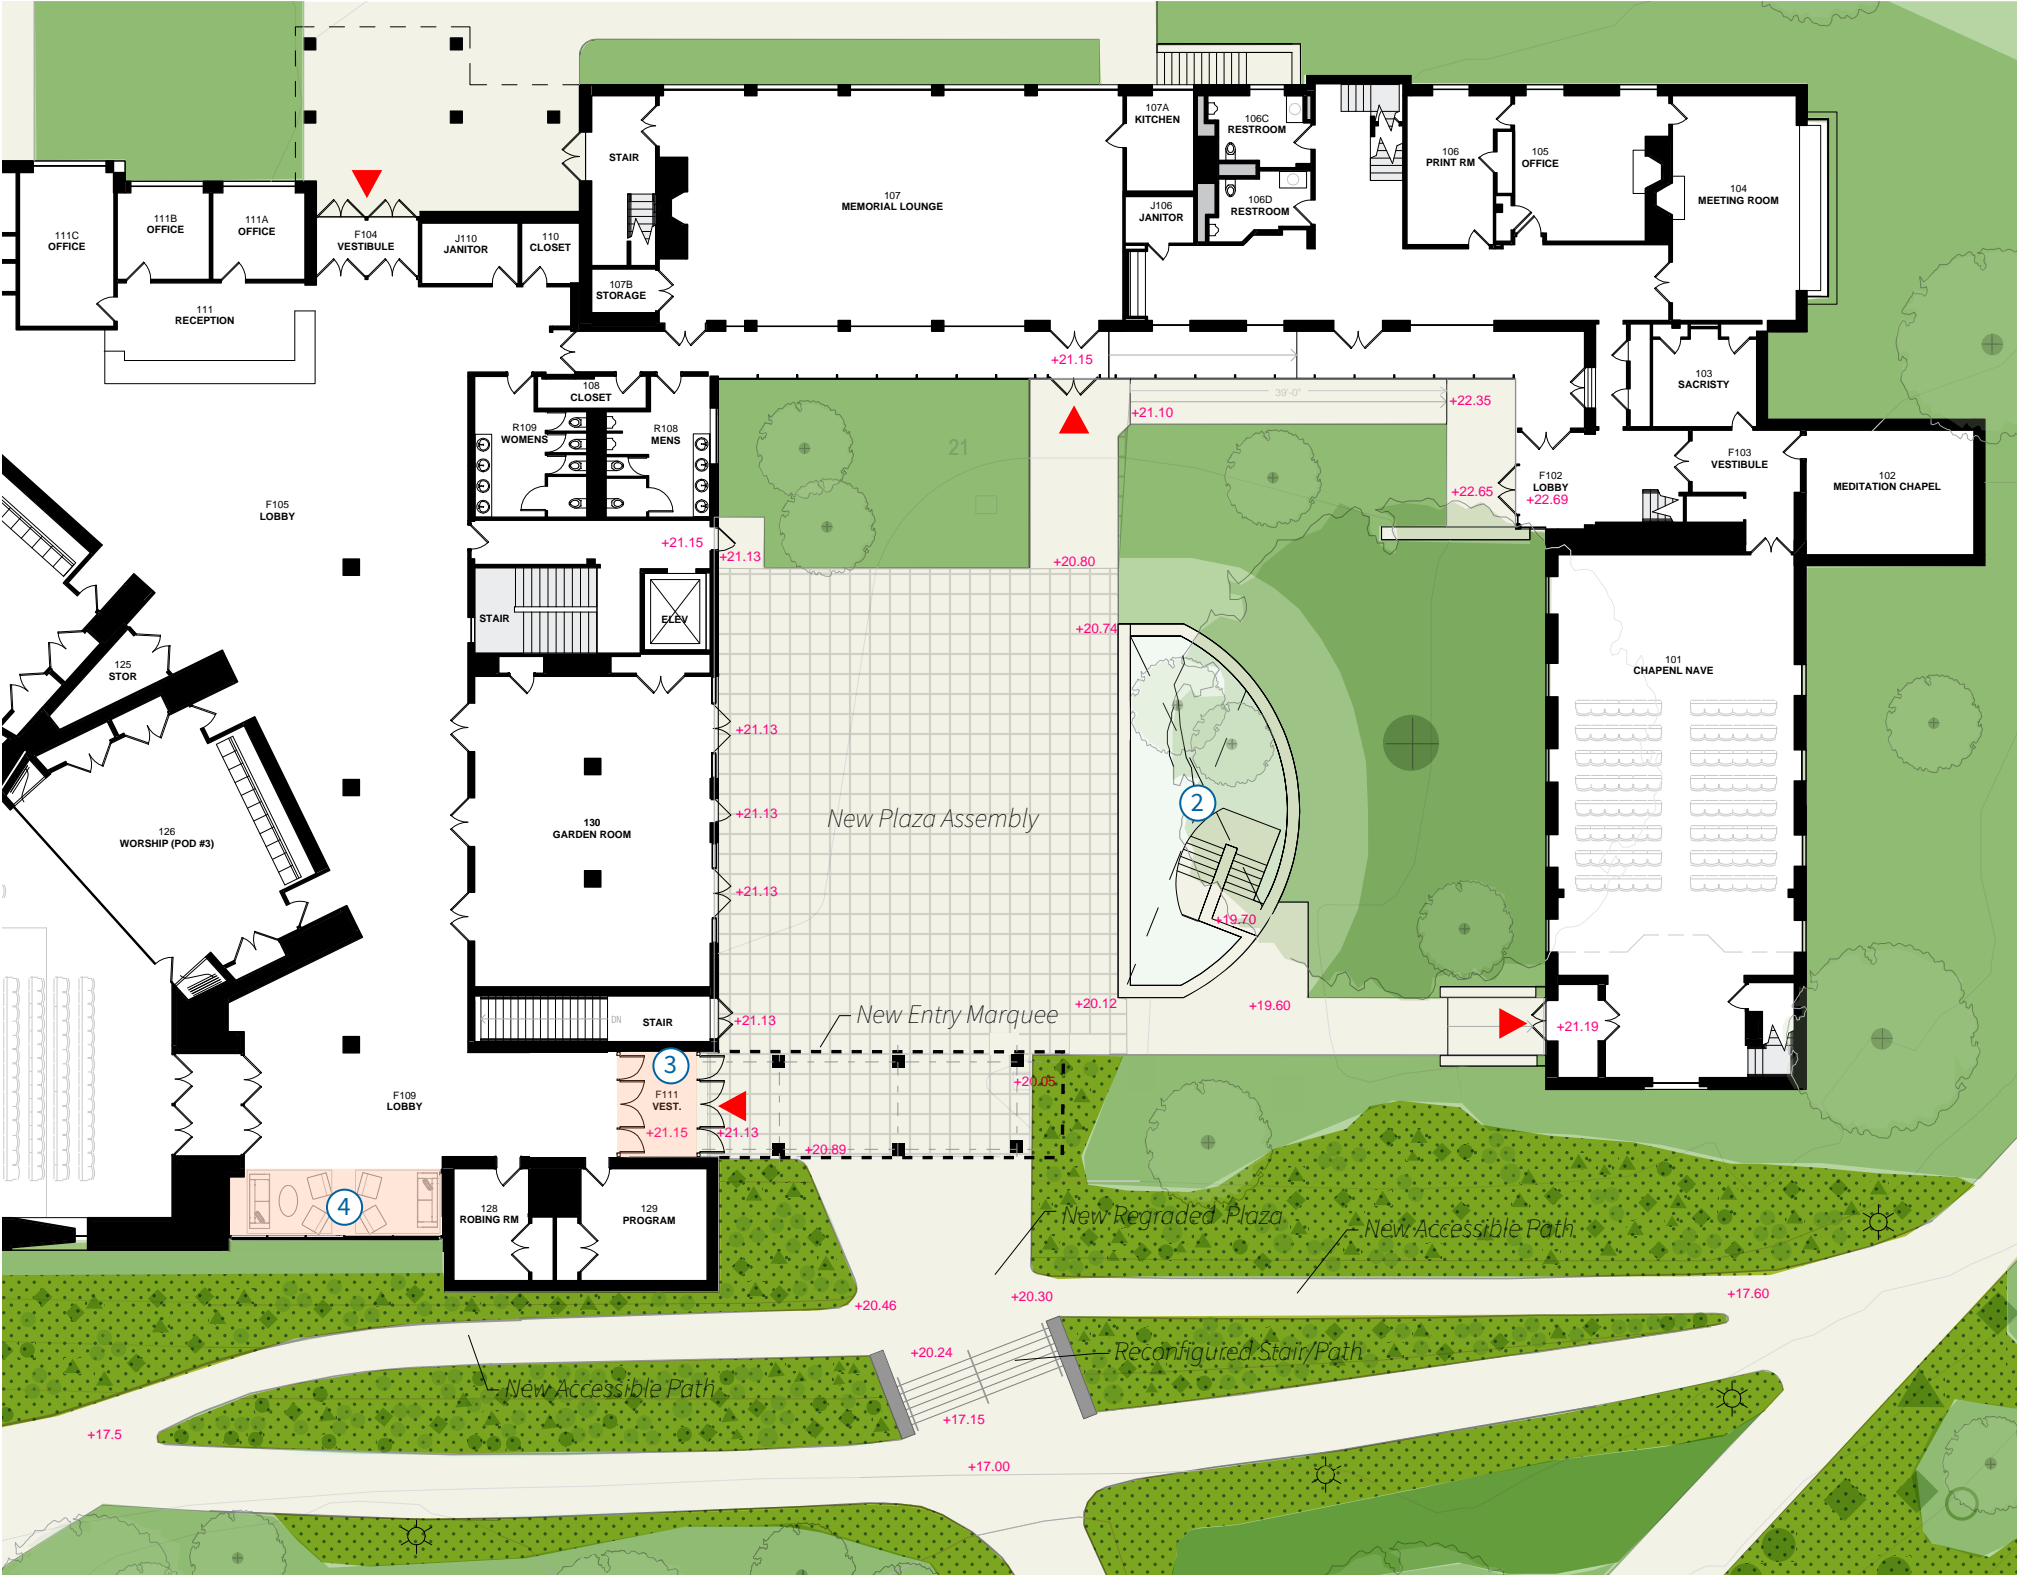 107A
KITCHEN
106C
RESTROOM
STAIR
106
PRINT RM
105
OFFICE
104
MEETING ROOM
107
MEMORIAL LOUNGE
106D
RESTROOM
J106
JANITOR
111C
OFFICE
111B
OFFICE
111A
OFFICE
F104
VESTIBULE
J110
JANITOR
110
CLOSET
107B
STORAGE
111
RECEPTION
+21.15
108
CLOSET
103
SACRISTY
39'-0"
+21.10
+22.35
R109
WOMENS
R108
MENS
21
F103
VESTIBULE
F102
LOBBY
+22.65
+22.69
102
MEDITATION CHAPEL
F105
LOBBY
+21.15
+21.13
+20.80
STAIR
ELEV
+20.74
125
STOR
101
CHAPENL NAVE
+21.13
2
New Plaza Assembly
+21.13
130
GARDEN ROOM
126
WORSHIP (POD #3)
+21.13
+19.70
+20.12
+19.60
New Entry Marquee
DN
STAIR
+21.13
+21.19
3
+20.05
F109
LOBBY
F111
VEST.
+21.15
+21.13
+20.89
4
128
ROBING RM
129
PROGRAM
New Regraded Plaza
New Accessible Path
+20.46
+20.30
+17.60
+20.24
Reconfigured Stair/Path
New Accessible Path
+17.15
+17.5
+17.00